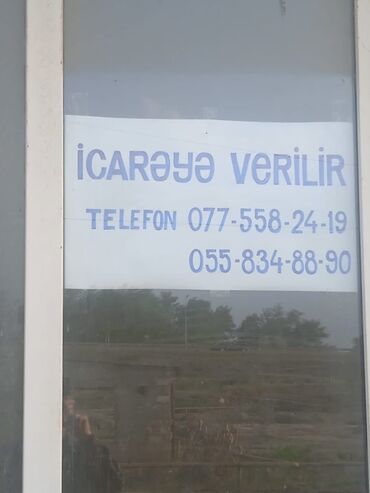 İCARƏYƏ VERİLİR
TELEFON 077-558-24-19
055-834-88-90